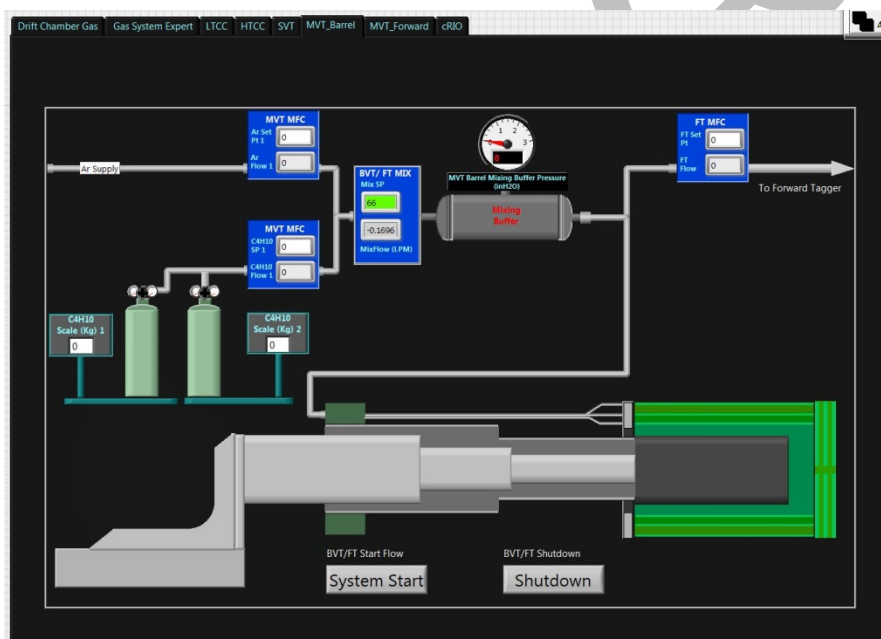 Drift Chamber Gas Gas System Expert LTCC HTCC SVT MVT_Barrel MVT_Forward cRIO
MVT MFC
Ar Set
Pt 1
0
Ar
Flow 1
0
Ar Supply
1 2
0 3
0
MVT Barrel Mixing Buffer Pressure
(inH2O)
FT MFC
FT Set
Pt
0
FT
Flow
0
To Forward Tagger
BVT/ FT MIX
Mix SP
66
-0.1696
MixFlow (LPM)
Mixing
Buffer
MVT MFC
C4H10
SP 1
0
C4H10
Flow 1
0
C4H10
Scale (Kg) 1
0
C4H10
Scale (Kg) 2
0
BVT/FT Start Flow
System Start
BVT/FT Shutdown
Shutdown